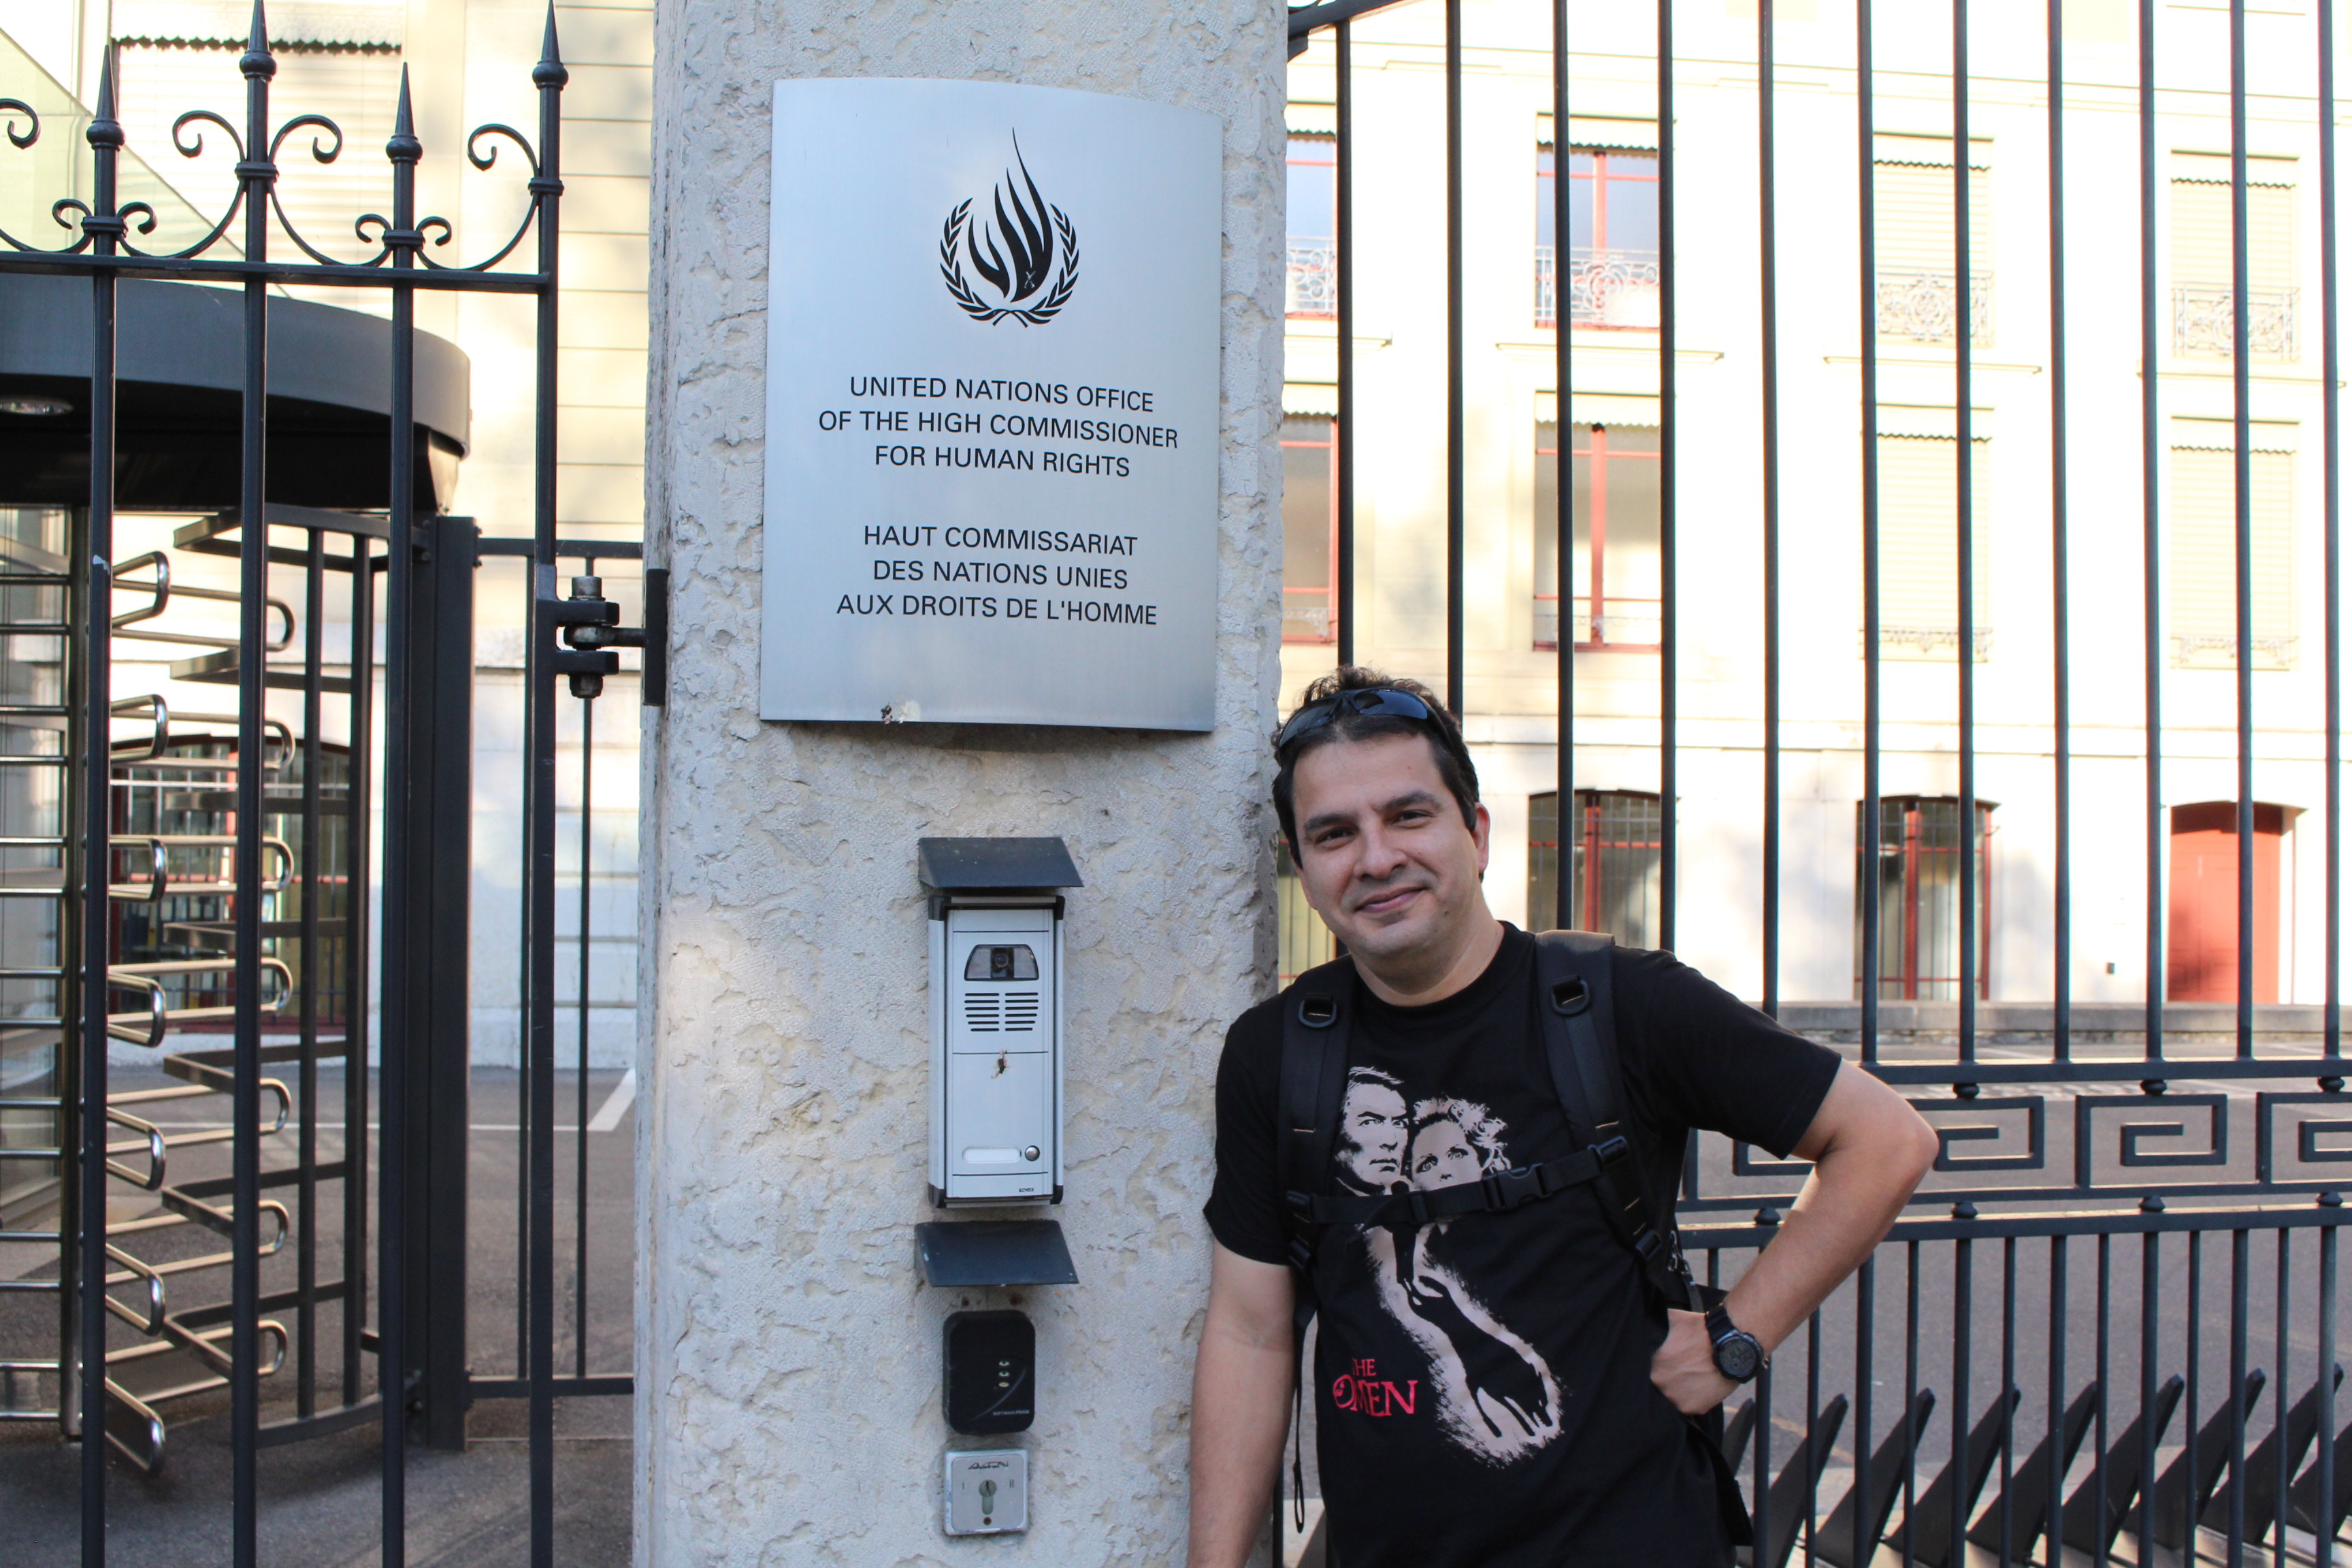 UNITED NATIONS OFFICE
OF THE HIGH COMMISSIONER
FOR HUMAN RIGHTS
HAUT COMMISSARIAT
DES NATIONS UNIES
AUX DROITS DE L'HOMME
THE
OMEN
I II